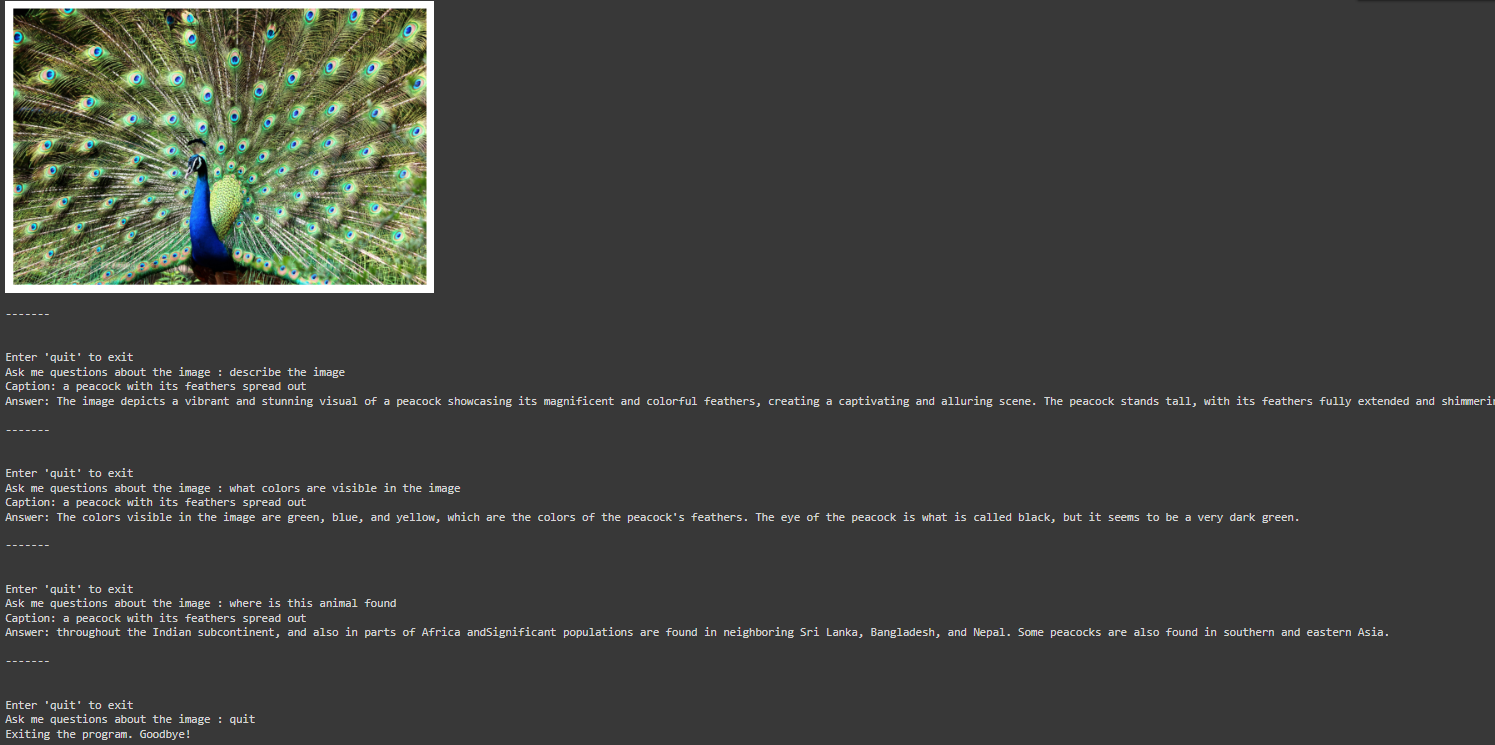 -------
Enter 'quit' to exit
Ask me questions about the image : describe the image
Caption: a peacock with its feathers spread out
Answer: The image depicts a vibrant and stunning visual of a peacock showcasing its magnificent and colorful feathers, creating a captivating and alluring scene. The peacock stands tall, with its feathers fully extended and
-------
Enter 'quit' to exit
Ask me questions about the image : what colors are visible in the image
Caption: a peacock with its feathers spread out
Answer: The colors visible in the image are green, blue, and yellow, which are the colors of the peacock's feathers. The eye of the peacock is what is called black, but it seems to be a very dark green.
-------
Enter 'quit' to exit
Ask me questions about the image : where is this animal found
Caption: a peacock with its feathers spread out
Answer: throughout the Indian subcontinent, and also in parts of Africa andSignificant populations are found in neighboring Sri Lanka, Bangladesh, and Nepal. Some peacocks are also found in southern and eastern Asia.
-------
Enter 'quit' to exit
Ask me questions about the image : quit
Exiting the program. Goodbye!